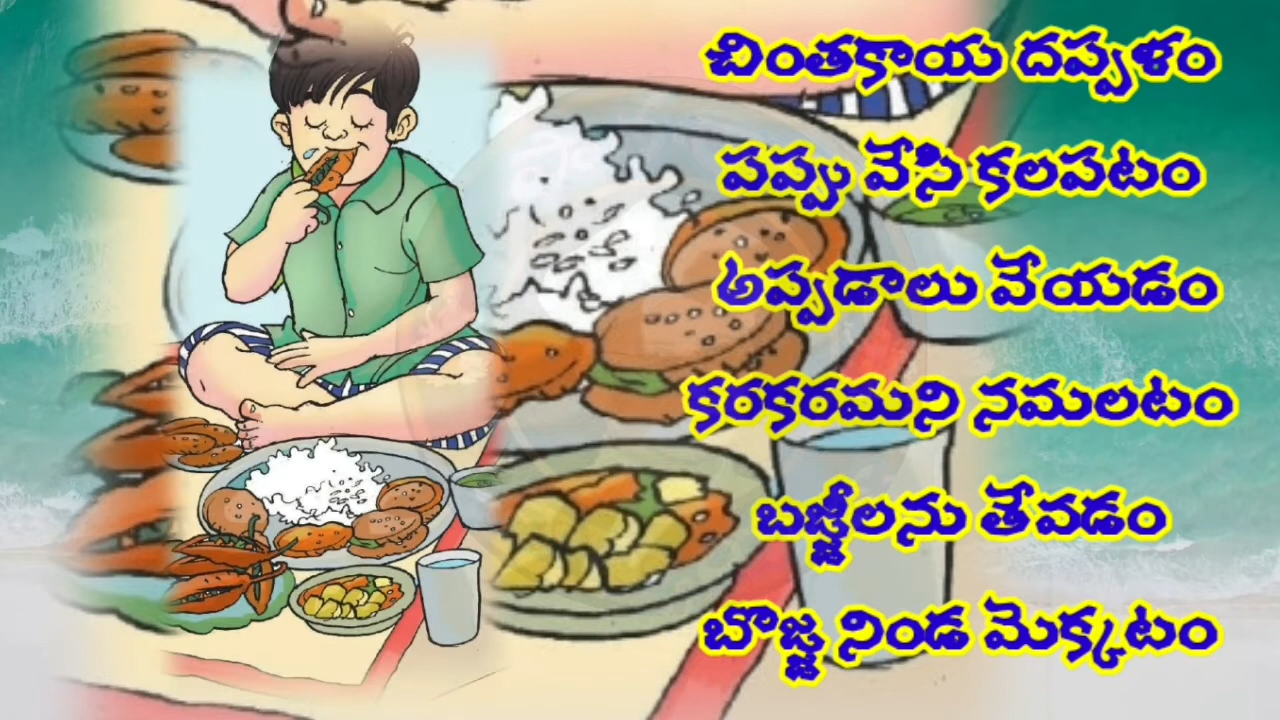 చింతకాయ దప్పళం
పప్పు వేసి కలపటం
అప్పడాలు వేయడం
కరకరమని నమలటం
బజ్జీలను తేవడం
బొజ్జ నిండ మెక్కటం